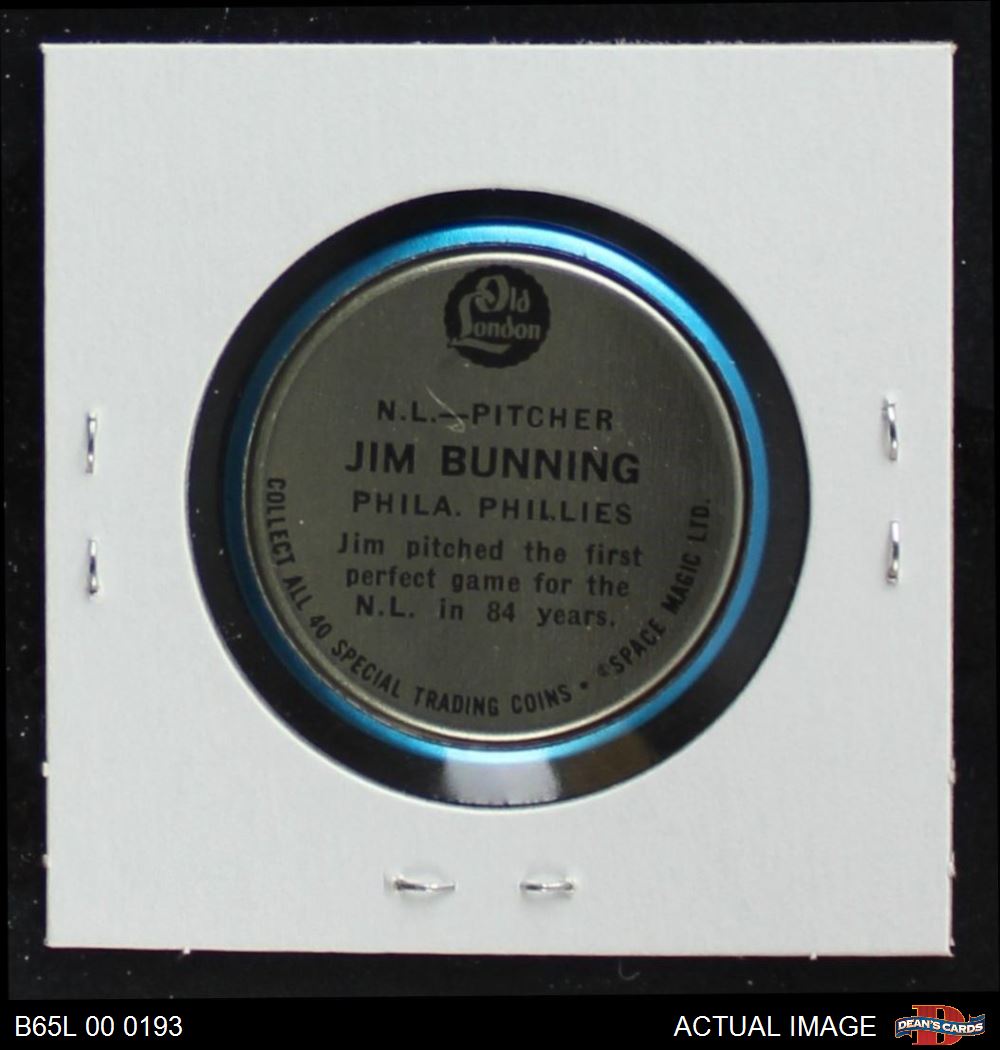 Old
London
N.L.—PITCHER
JIM BUNNING
PHILA. PHILLIES
Jim pitched the first
perfect game for the
N.L. in 84 years.
COLLECT ALL 40 SPECIAL TRADING COINS • ©SPACE MAGIC LTD.
B65L 00 0193
ACTUAL IMAGE
D
DEAN'S CARDS